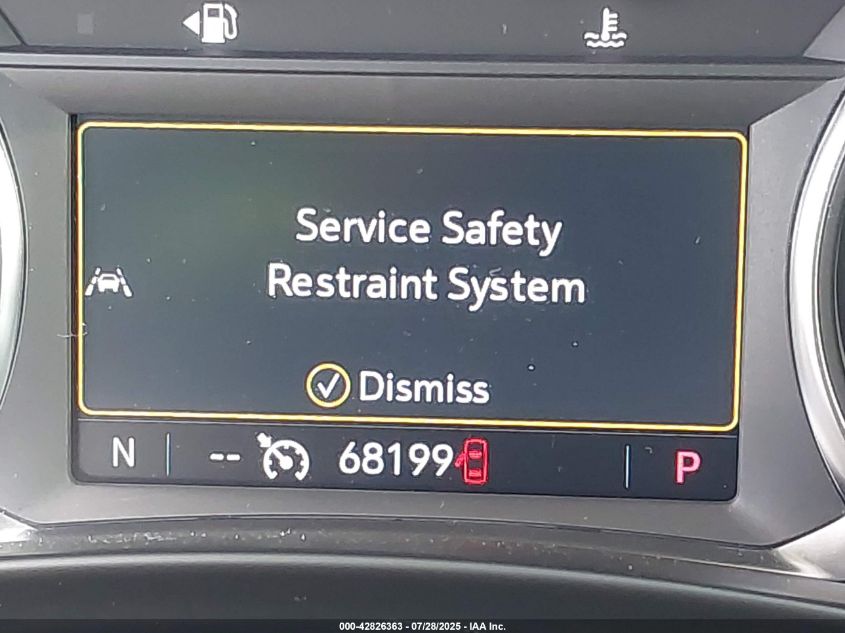 Service Safety
Restraint System
Dismiss
N -- 68199 P
000-42826363 - 07/28/2025 - IAA Inc.